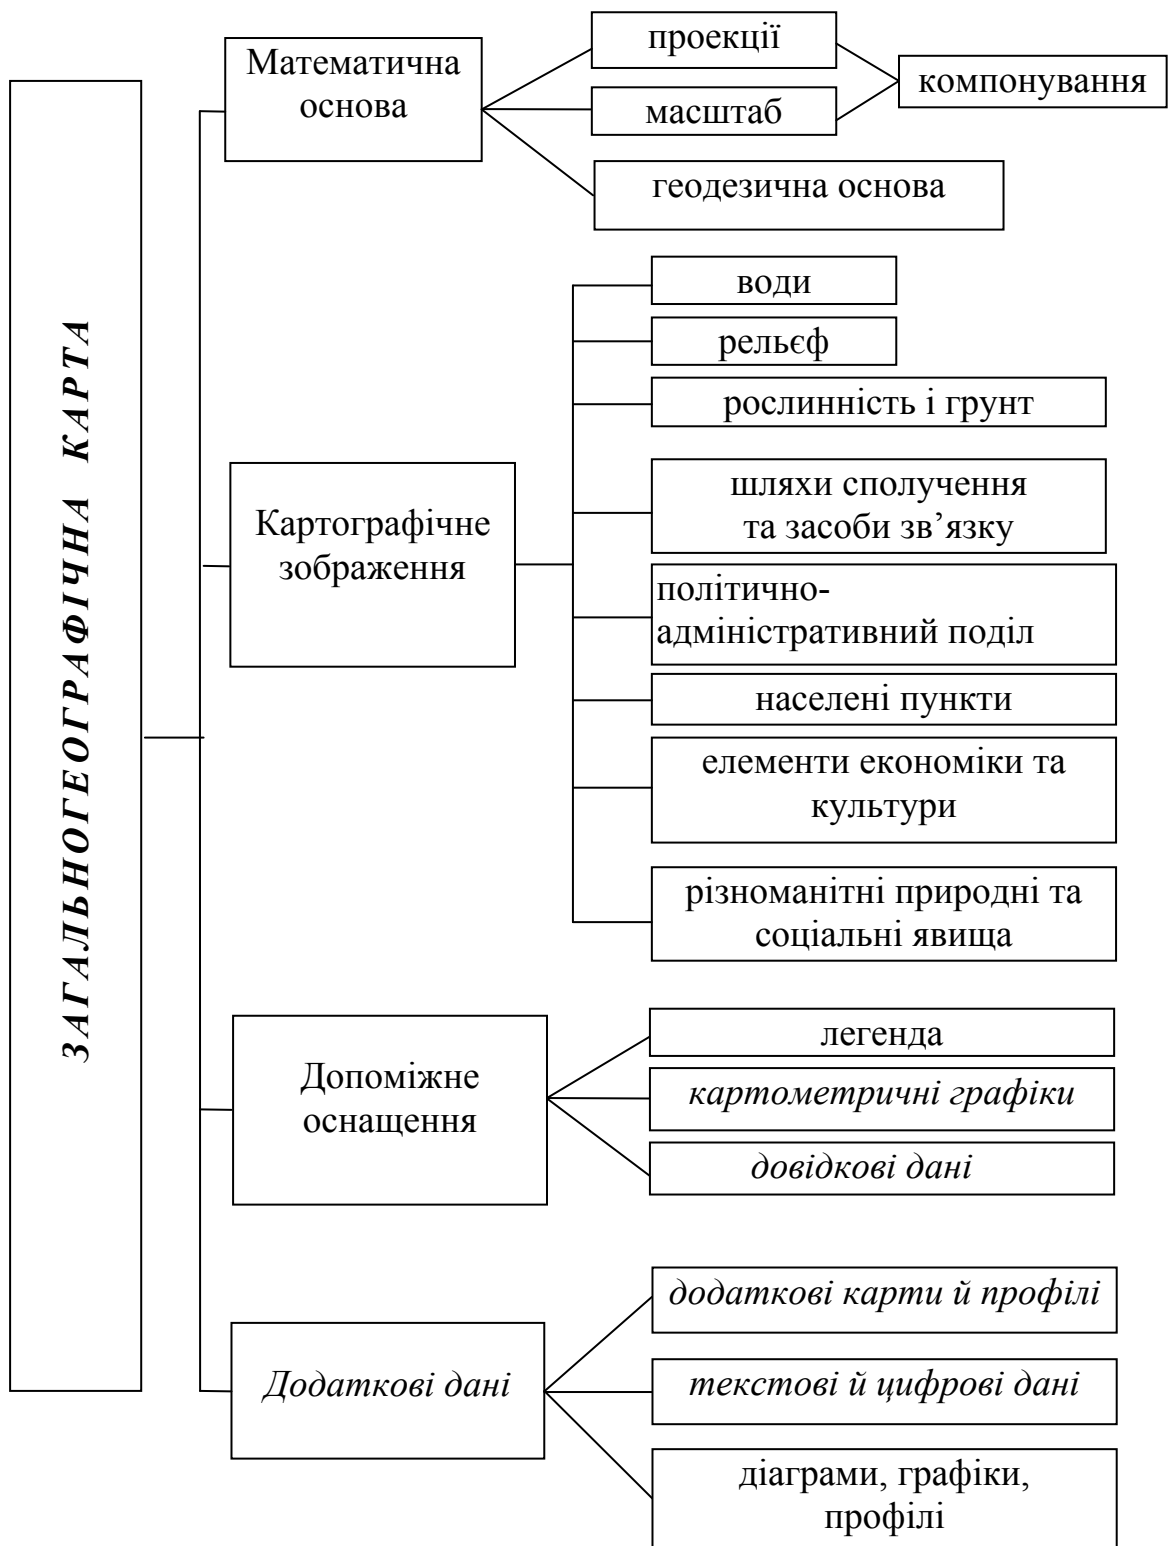 ЗАГАЛЬНОГЕОГРАФІЧНА КАРТА
Математична
основа
проекції
масштаб
компонування
геодезична основа
Картографічне
зображення
води
рельєф
рослинність і грунт
шляхи сполучення
та засоби зв’язку
політично-
адміністративний поділ
населені пункти
елементи економіки та
культури
різноманітні природні та
соціальні явища
Допоміжне
оснащення
легенда
картометричні графіки
довідкові дані
Додаткові дані
додаткові карти й профілі
текстові й цифрові дані
діаграми, графіки,
профілі